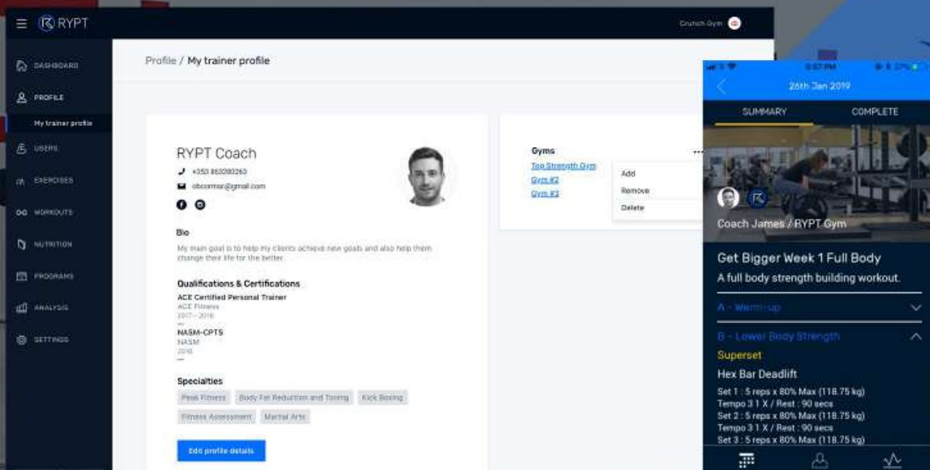 RYPT
Crunch Gym
DASHBOARD
PROFILE
My trainer profile
USERS
EXERCISES
WORKOUTS
NUTRITION
PROGRAMS
ANALYSIS
SETTINGS
Profile / My trainer profile
RYPT Coach
obcormac@gmail.com
Bio
My main goal is to help my clients achieve new goals and also help them
change their life for the better.
Qualifications & Certifications
ACE Certified Personal Trainer
ACE Fitness
2017 - 2018
NASM-CPTS
NASM
2016
Specialties
Peak Fitness
Body Fat Reduction and Toning
Kick Boxing
Fitness Assessment
Martial Arts
Edit profile details
Gyms
Top Strength Gym
Gym #2
Gym #3
Add
Remove
Delete
26th Jan 2019
SUMMARY
COMPLETE
Coach James / RYPT Gym
Get Bigger Week 1 Full Body
A full body strength building workout.
A - Warm-up
B - Lower Body Strength
Superset
Hex Bar Deadlift
Set 1 : 5 reps x 80% Max (118.75 kg)
Tempo 3 1 X / Rest : 90 secs
Set 2 : 5 reps x 80% Max (118.75 kg)
Tempo 3 1 X / Rest : 90 secs
Set 3 : 5 reps x 80% Max (118.75 kg)